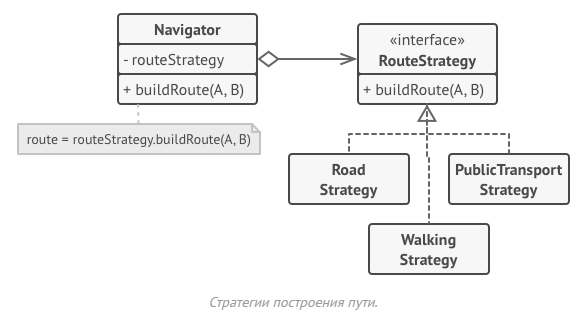 Navigator
- routeStrategy
+ buildRoute(A, B)
route = routeStrategy.buildRoute(A, B)
«interface»
RouteStrategy
+ buildRoute(A, B)
Road
Strategy
PublicTransport
Strategy
Walking
Strategy
Стратегии построения пути.